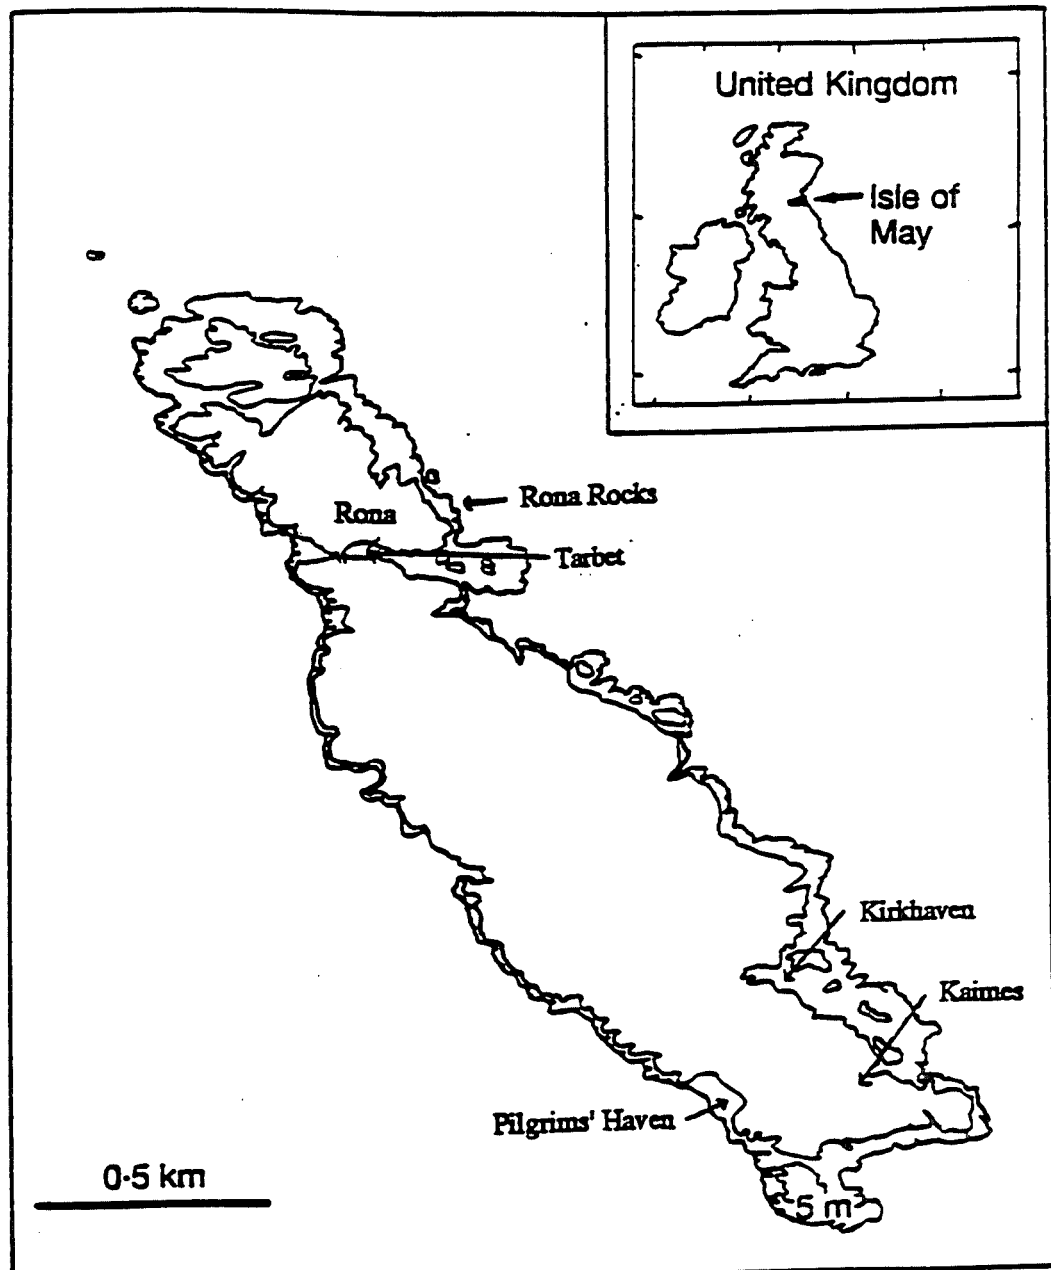 United Kingdom
Isle of
May
Rona Rocks
Rona
Tarbet
Kirkhaven
Kaimes
Pilgrims' Haven
0·5 km
5 m